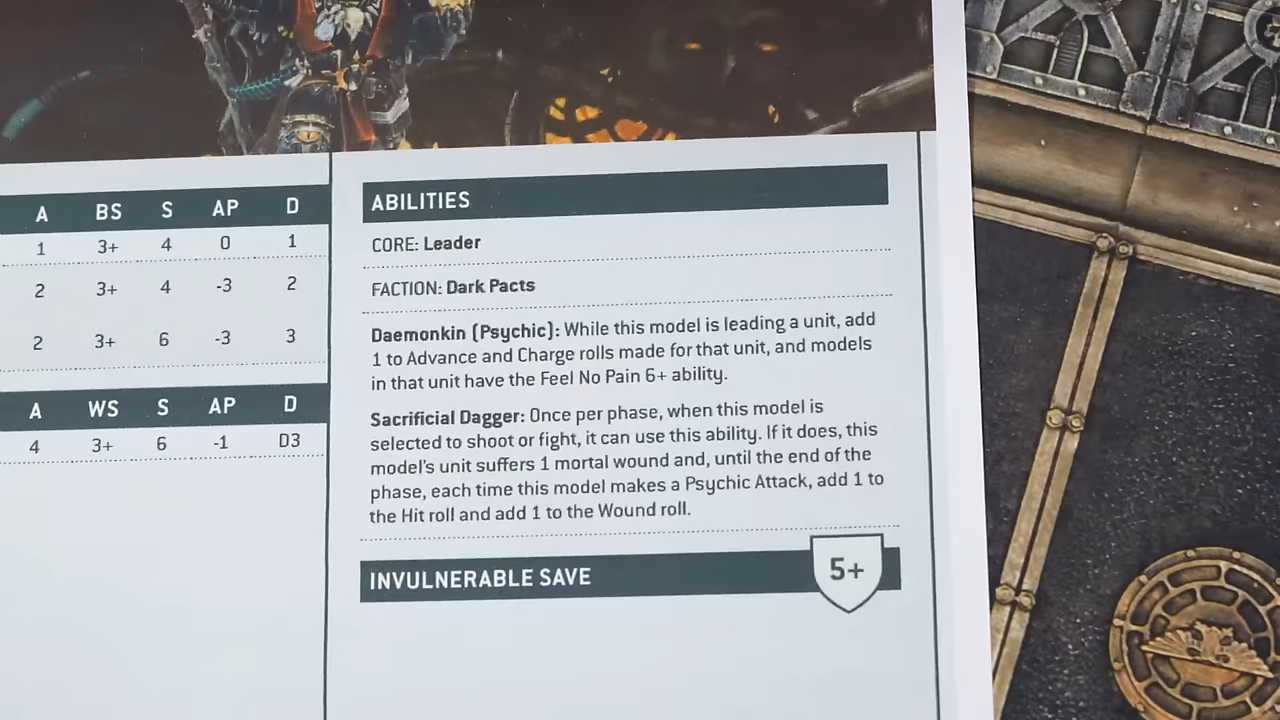 A BS S AP D
1 3+ 4 0 1
2 3+ 4 -3 2
2 3+ 6 -3 3
A WS S AP D
4 3+ 6 -1 D3
ABILITIES
CORE: Leader
FACTION: Dark Pacts
Daemonkin (Psychic): While this model is leading a unit, add
1 to Advance and Charge rolls made for that unit, and models
in that unit have the Feel No Pain 6+ ability.
Sacrificial Dagger: Once per phase, when this model is
selected to shoot or fight, it can use this ability. If it does, this
model's unit suffers 1 mortal wound and, until the end of the
phase, each time this model makes a Psychic Attack, add 1 to
the Hit roll and add 1 to the Wound roll.
INVULNERABLE SAVE 5+